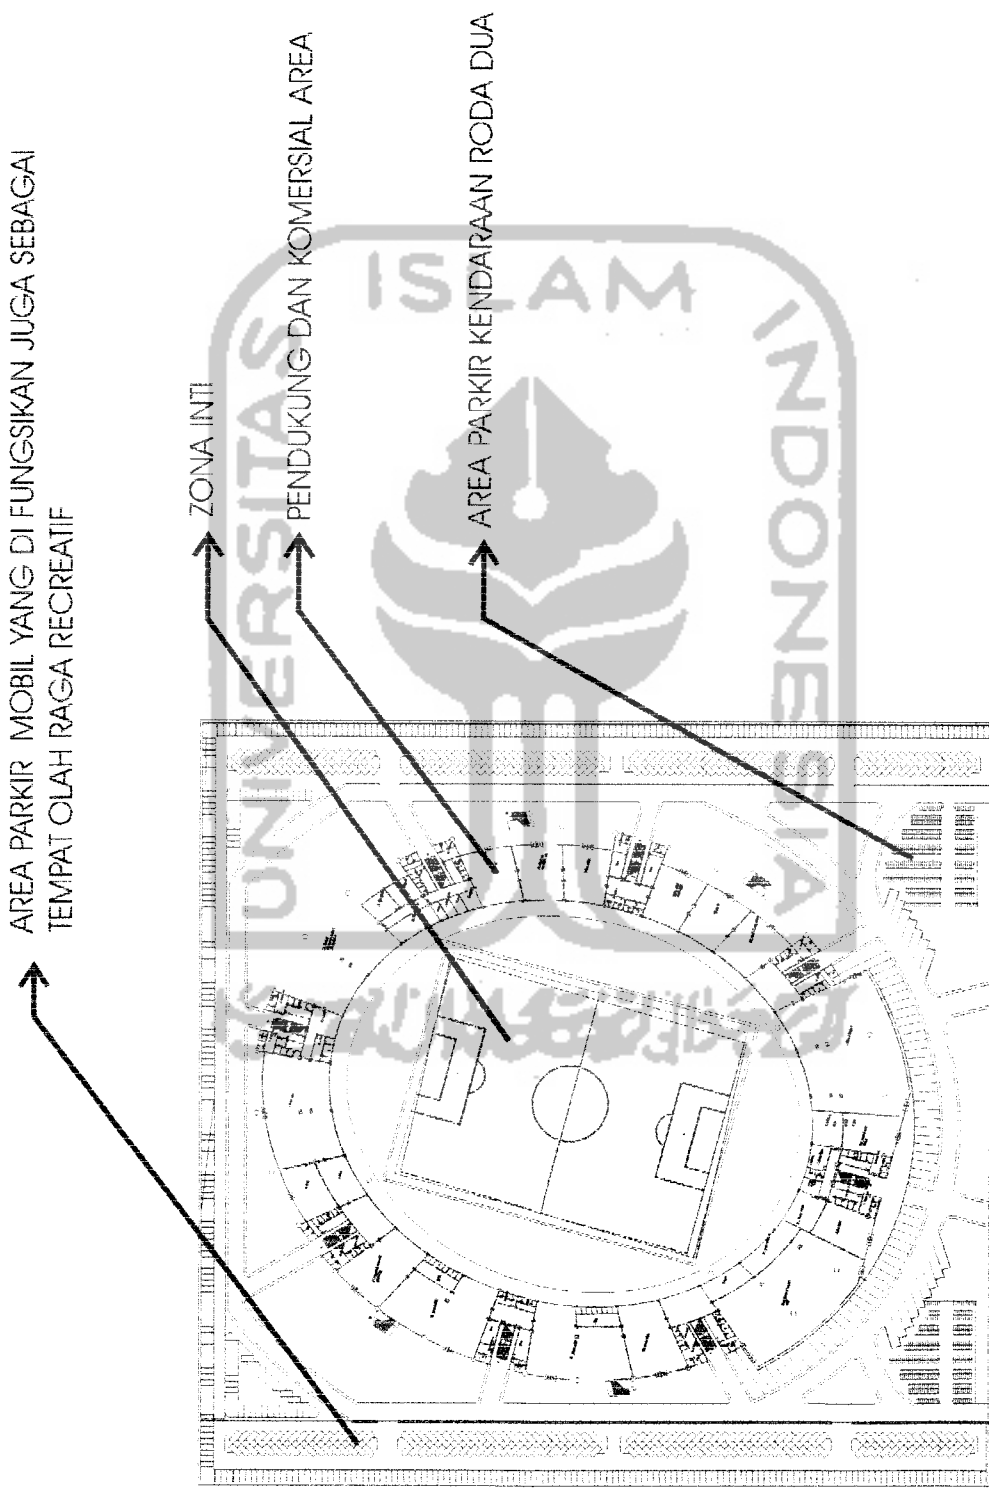 AREA PARKIR MOBIL YANG DI FUNGSIKAN JUGA SEBAGAI
TEMPAT OLAH RAGA RECREATIF
ZONA INTI
PENDUKUNG DAN KOMERSIAL AREA
AREA PARKIR KENDARAAN RODA DUA
UNIVERSITAS
ISLAM
INDONESIA